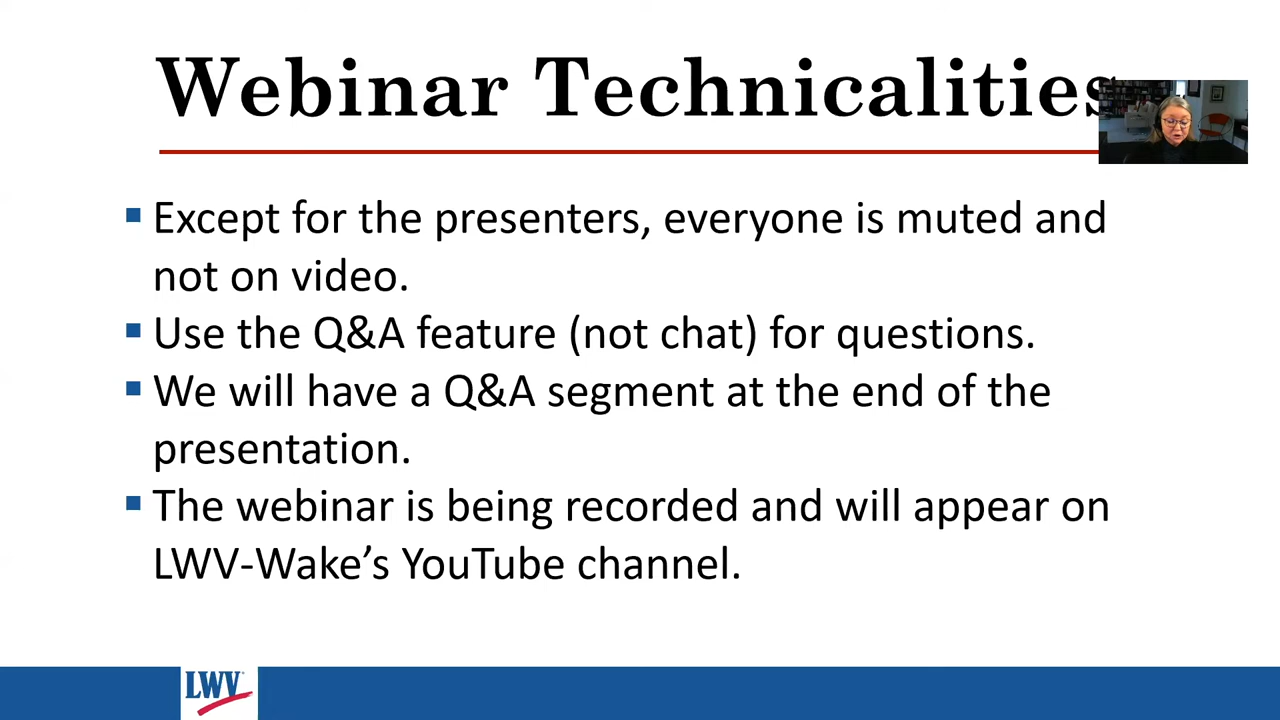 Webinar Technicalities
Except for the presenters, everyone is muted and
not on video.
Use the Q&A feature (not chat) for questions.
We will have a Q&A segment at the end of the
presentation.
The webinar is being recorded and will appear on
LWV-Wake’s YouTube channel.
LWV